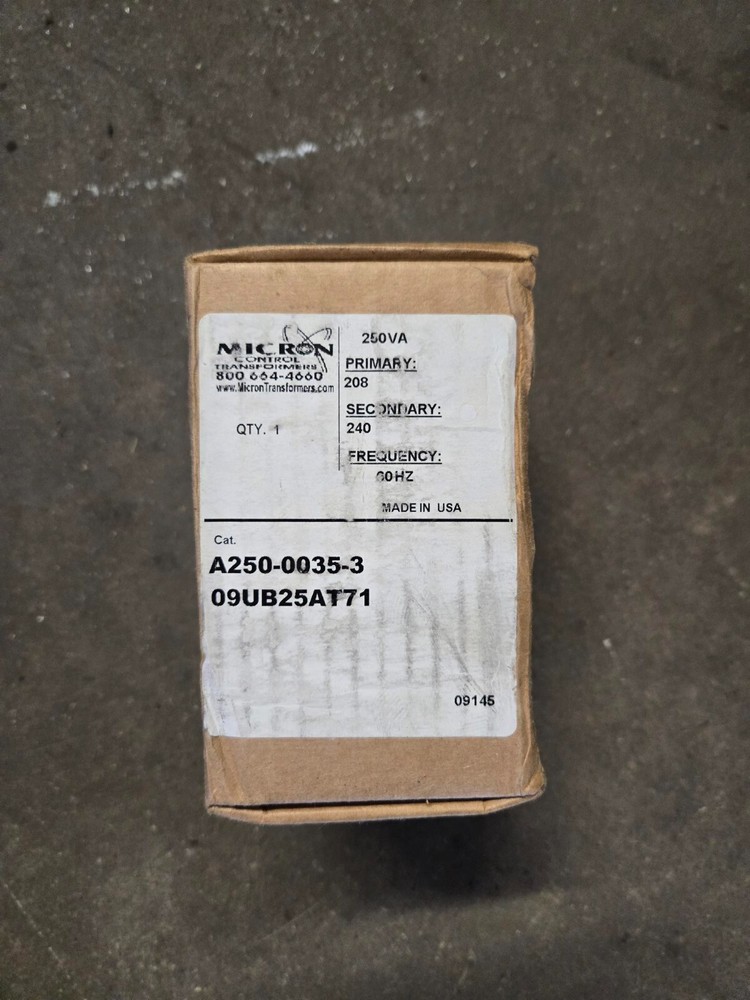 MICRON
CONTROL
TRANSFORMERS
800 664-4660
www.MicronTransformers.com
QTY. 1
250VA
PRIMARY:
208
SECONDARY:
240
FREQUENCY:
60HZ
MADE IN USA
Cat.
A250-0035-3
09UB25AT71
09145